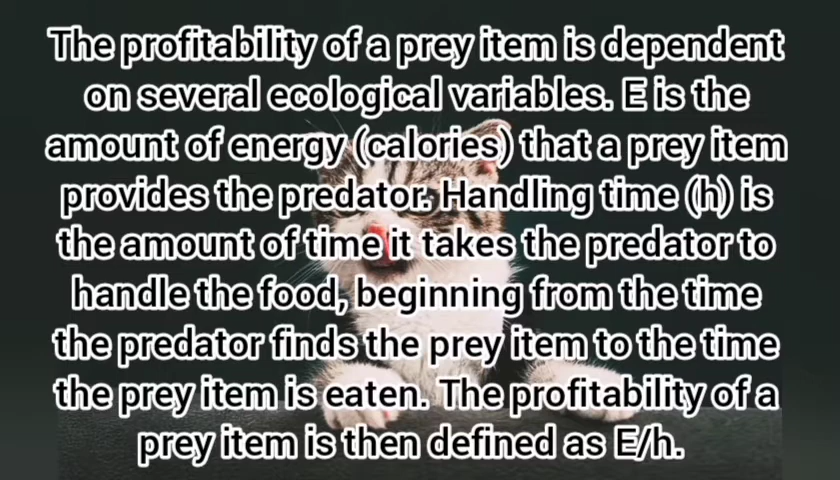 The profitability of a prey item is dependent
on several ecological variables. E is the
amount of energy (calories) that a prey item
provides the predator. Handling time (h) is
the amount of time it takes the predator to
handle the food, beginning from the time
the predator finds the prey item to the time
the prey item is eaten. The profitability of a
prey item is then defined as E/h.